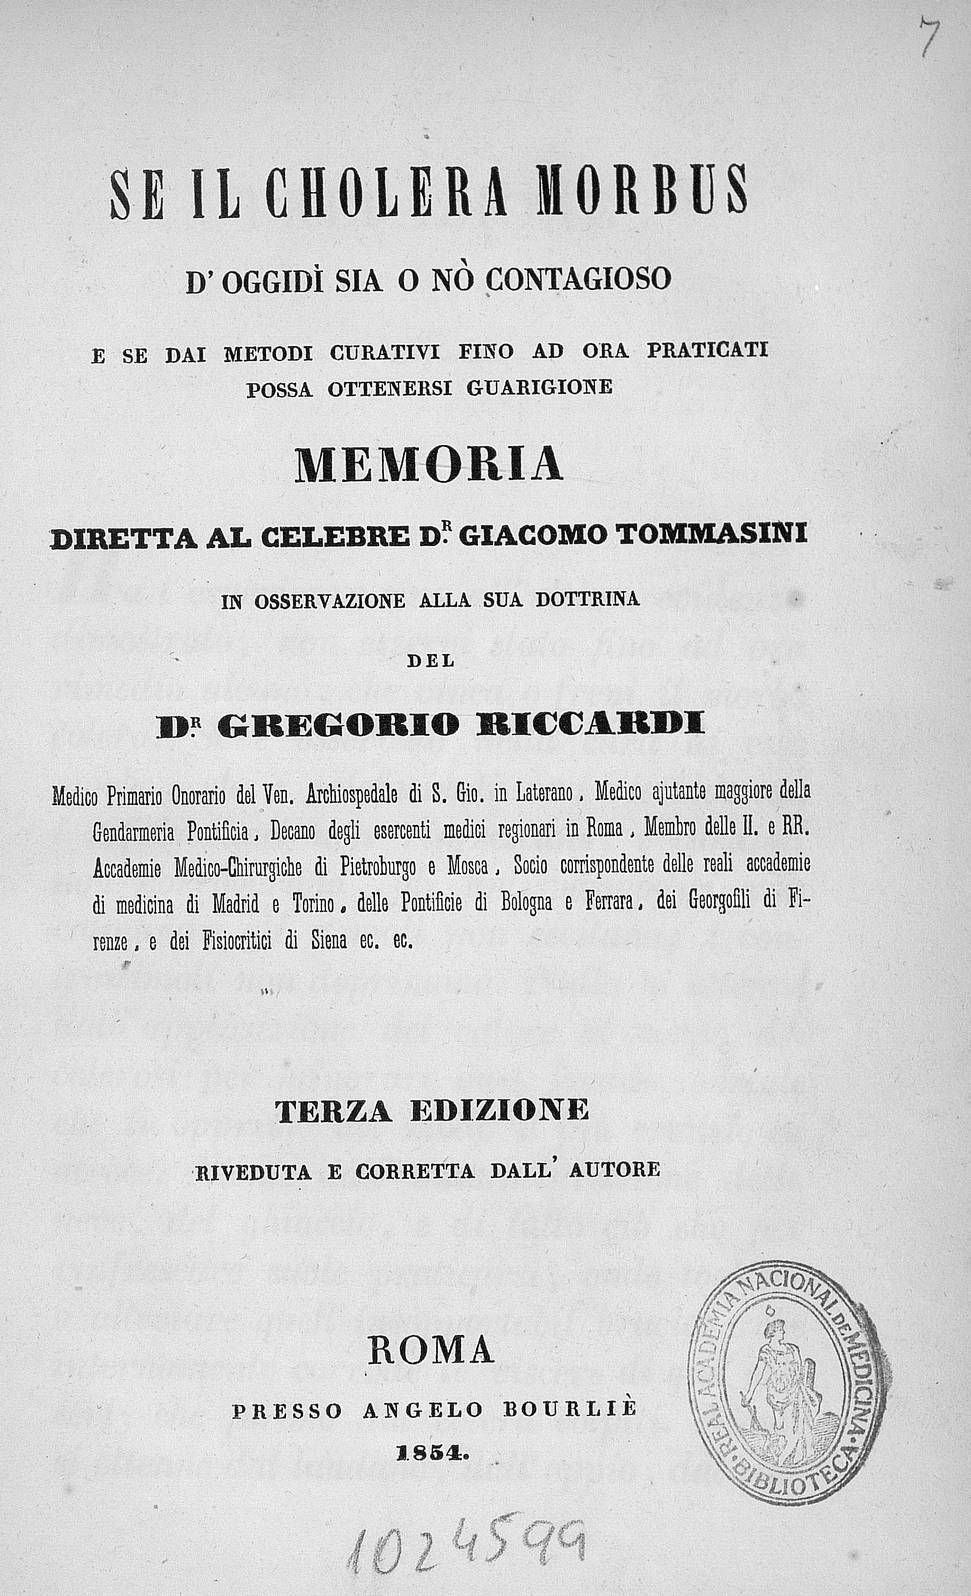 7
SE IL CHOLERA MORBUS
D' OGGIDÌ SIA O NÒ CONTAGIOSO
E SE DAI METODI CURATIVI FINO AD ORA PRATICATI
POSSA OTTENERSI GUARIGIONE
MEMORIA
DIRETTA AL CELEBRE D.R GIACOMO TOMMASINI
IN OSSERVAZIONE ALLA SUA DOTTRINA
DEL
D.R GREGORIO RICCARDI
Medico Primario Onorario del Ven. Archiospedale di S. Gio. in Laterano, Medico ajutante maggiore della
Gendarmeria Pontificia, Decano degli esercenti medici regionari in Roma, Membro delle II. e RR.
Accademie Medico-Chirurgiche di Pietroburgo e Mosca, Socio corrispondente delle reali accademie
di medicina di Madrid e Torino, delle Pontificie di Bologna e Ferrara, dei Georgofili di Fi-
renze, e dei Fisiocritici di Siena ec. ec.
TERZA EDIZIONE
RIVEDUTA E CORRETTA DALL' AUTORE
ROMA
PRESSO ANGELO BOURLIÈ
1854.
REAL ACADEMIA NACIONAL DE MEDICINA
· BIBLIOTECA ·
1024599